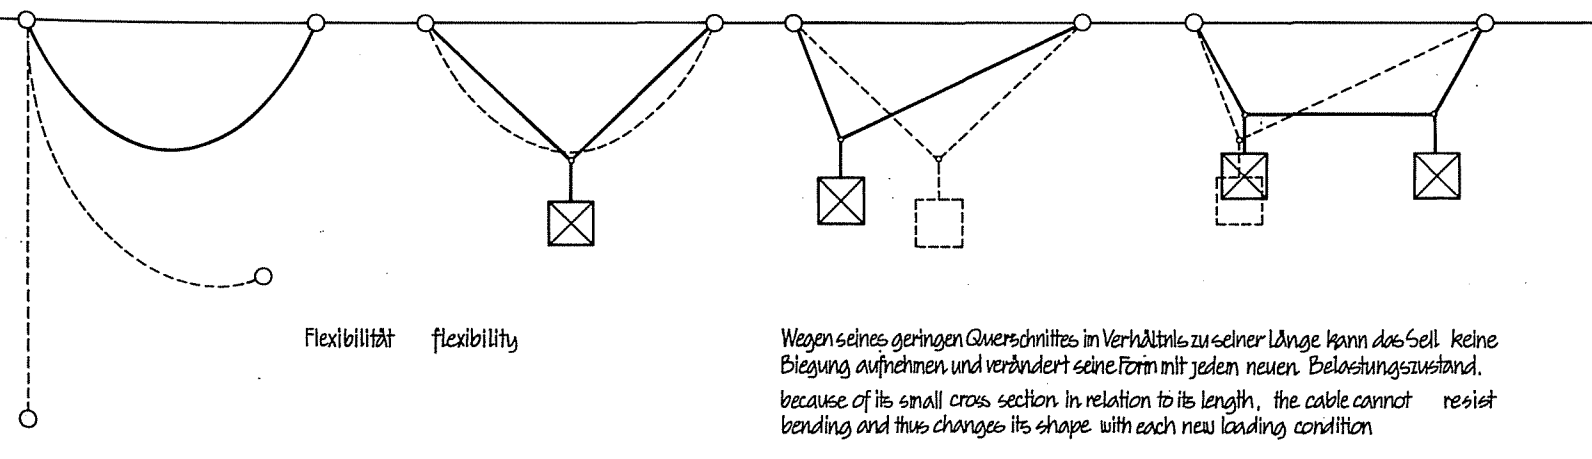 Flexibilität flexibility
Wegen seines geringen Querschnittes im Verhältnis zu seiner Länge kann das Seil keine
Biegung aufnehmen und verändert seine Form mit jedem neuen Belastungszustand.
because of its small cross section in relation to its length, the cable cannot resist
bending and thus changes its shape with each new loading condition